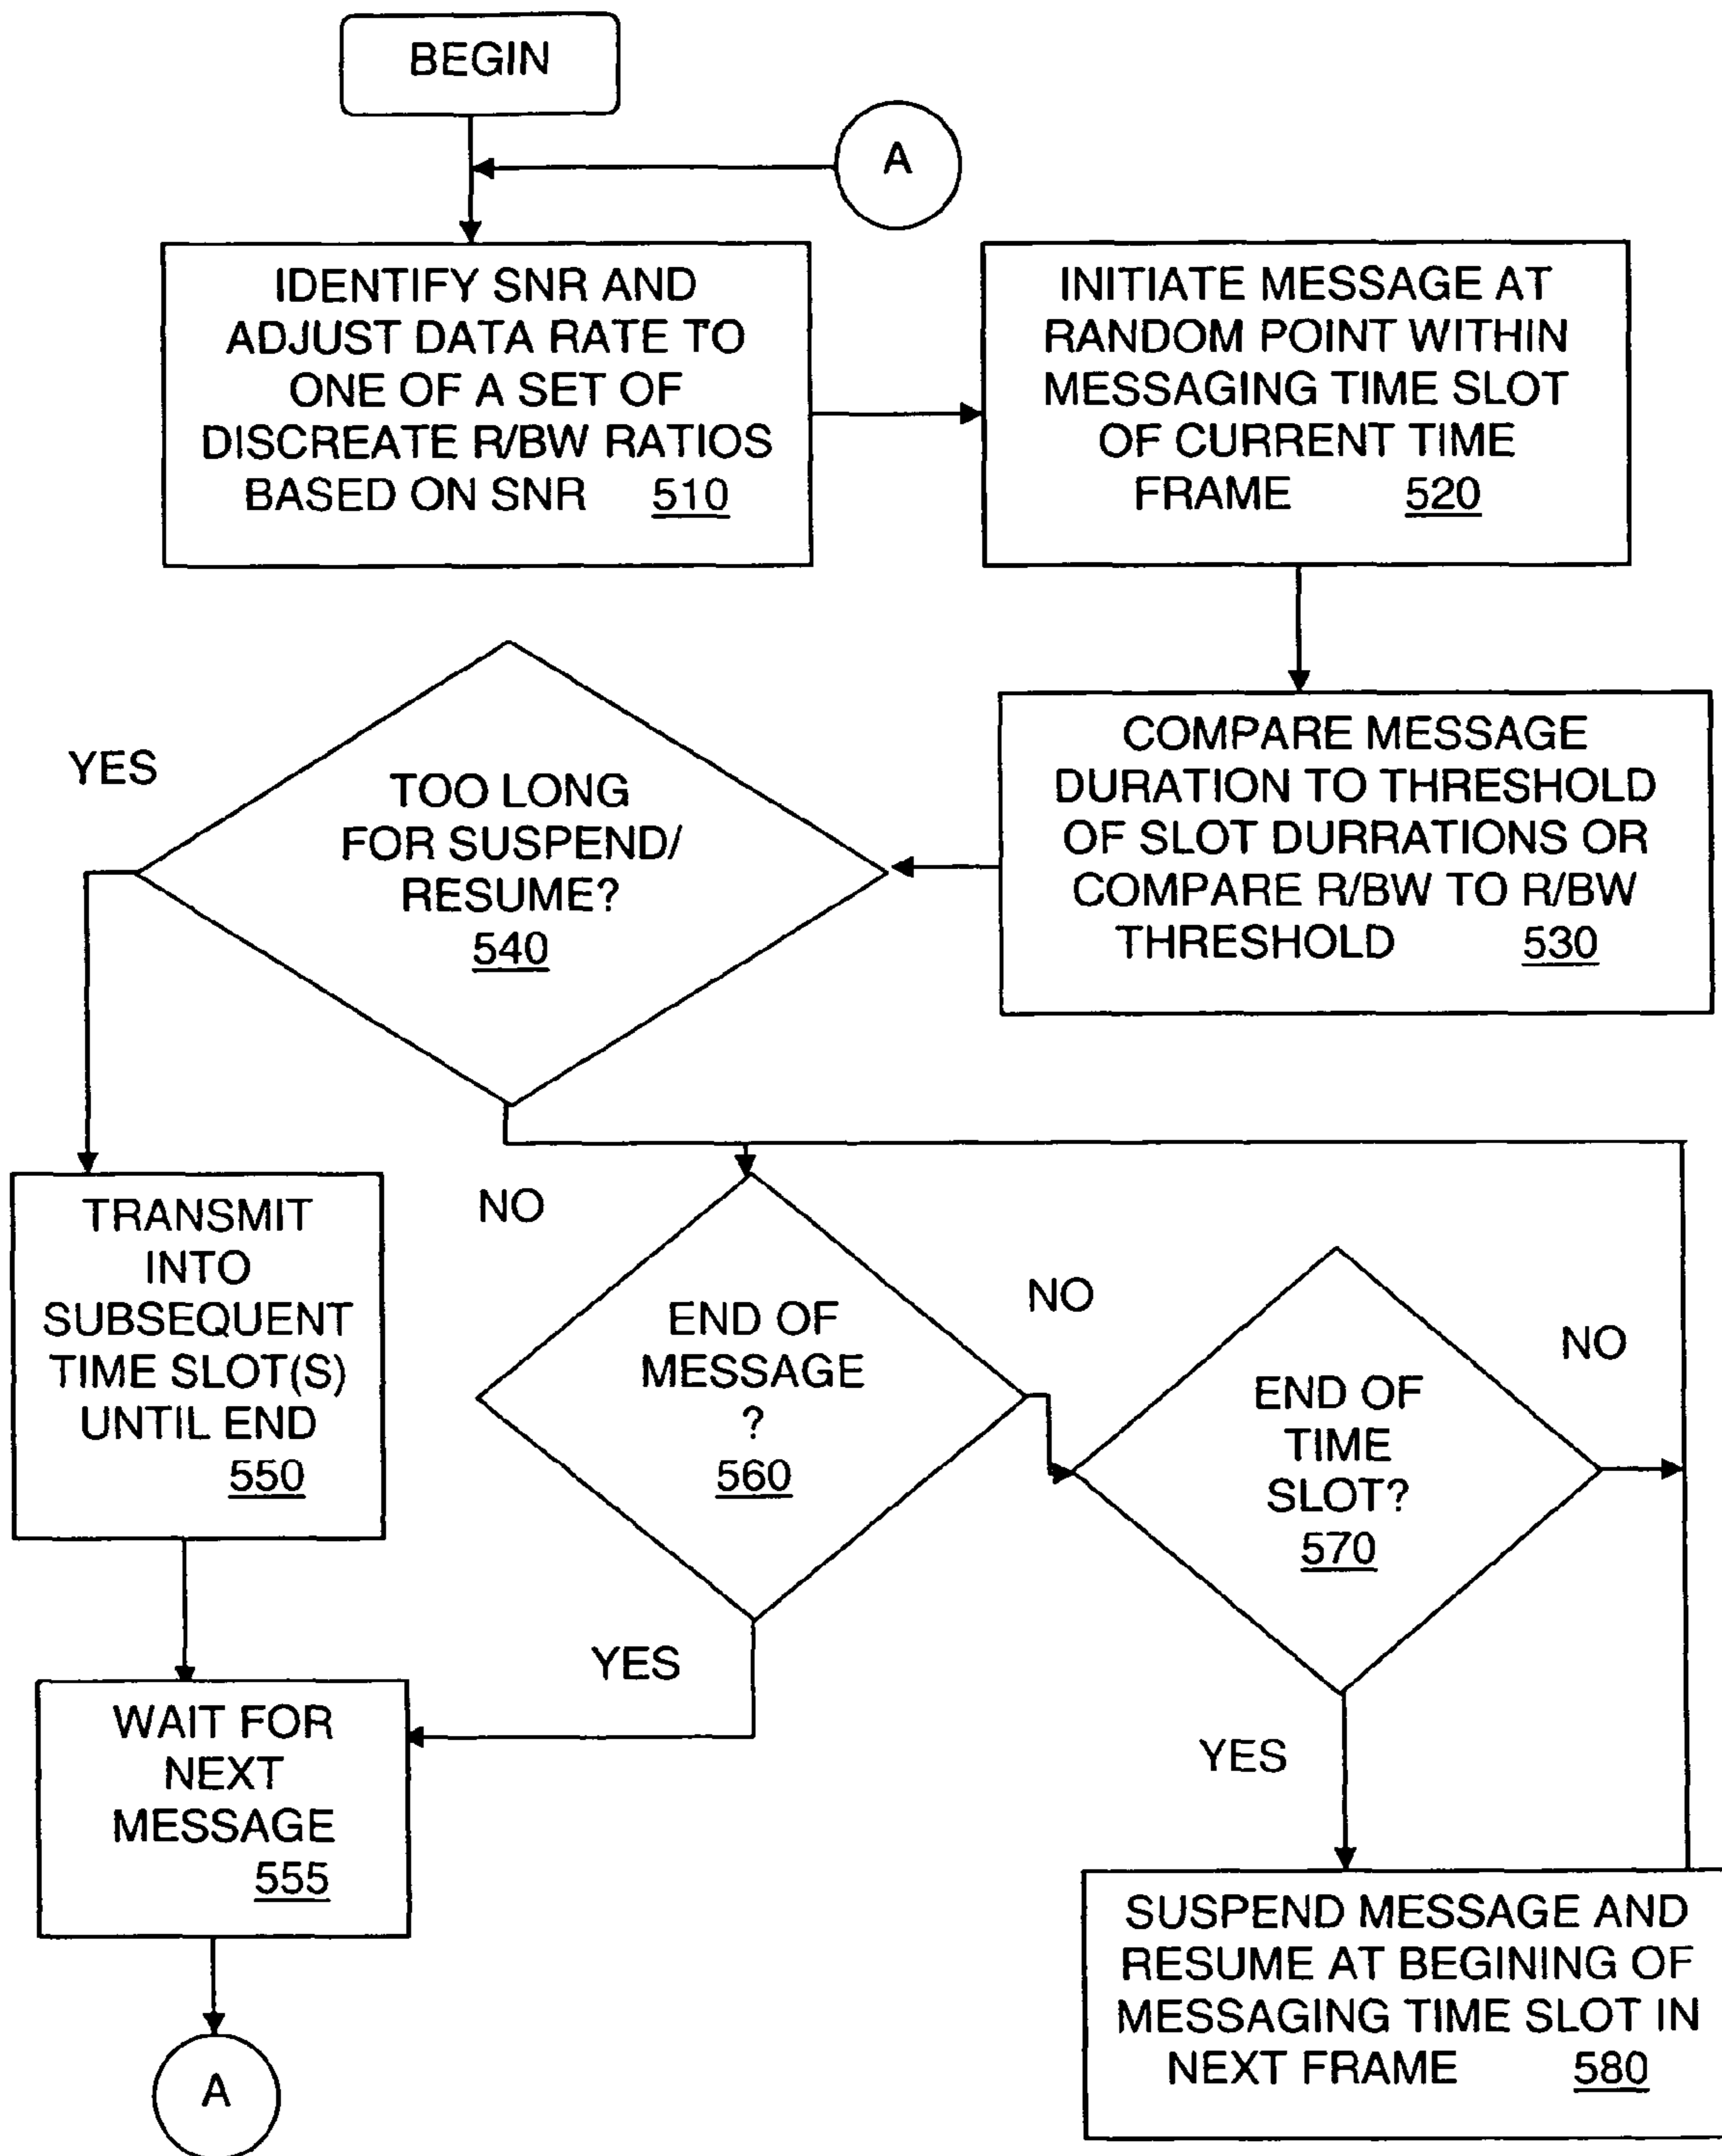 BEGIN
A
IDENTIFY SNR AND
ADJUST DATA RATE TO
ONE OF A SET OF
DISCREATE R/BW RATIOS
BASED ON SNR 510
INITIATE MESSAGE AT
RANDOM POINT WITHIN
MESSAGING TIME SLOT
OF CURRENT TIME
FRAME 520
COMPARE MESSAGE
DURATION TO THRESHOLD
OF SLOT DURRATIONS OR
COMPARE R/BW TO R/BW
THRESHOLD 530
YES
TOO LONG
FOR SUSPEND/
RESUME?
540
NO
TRANSMIT
INTO
SUBSEQUENT
TIME SLOT(S)
UNTIL END
550
END OF
MESSAGE
?
560
NO
END OF
TIME
SLOT?
570
NO
YES
WAIT FOR
NEXT
MESSAGE
555
YES
SUSPEND MESSAGE AND
RESUME AT BEGINING OF
MESSAGING TIME SLOT IN
NEXT FRAME 580
A